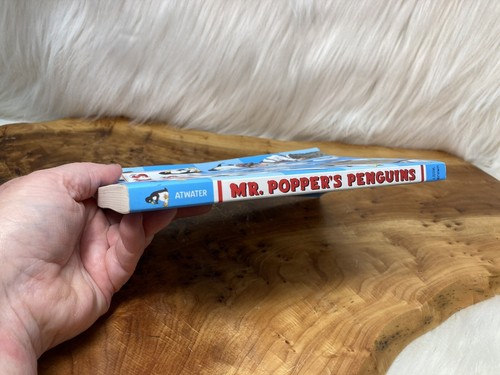 ATWATER
MR. POPPER'S PENGUINS